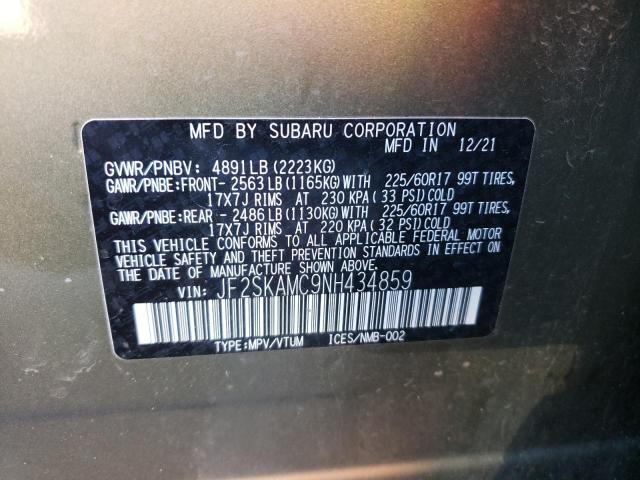 MFD BY SUBARU CORPORATION
MFD IN 12/21
GVWR/PNBV: 4891LB (2223KG)
GAWR/PNBE:FRONT- 2563LB (1165KG) WITH 225/60R17 99T TIRES,
17X7J RIMS AT 230 KPA (33 PSI) COLD
GAWR/PNBE:REAR - 2486LB (1130KG) WITH 225/60R17 99T TIRES,
17X7J RIMS AT 220 KPA (32 PSI) COLD
THIS VEHICLE CONFORMS TO ALL APPLICABLE FEDERAL MOTOR
VEHICLE SAFETY AND THEFT PREVENTION STANDARDS IN EFFECT ON
THE DATE OF MANUFACTURE SHOWN ABOVE.
VIN: JF2SKAMC9NH434859
TYPE:MPV/VTUM ICES/NMB-002